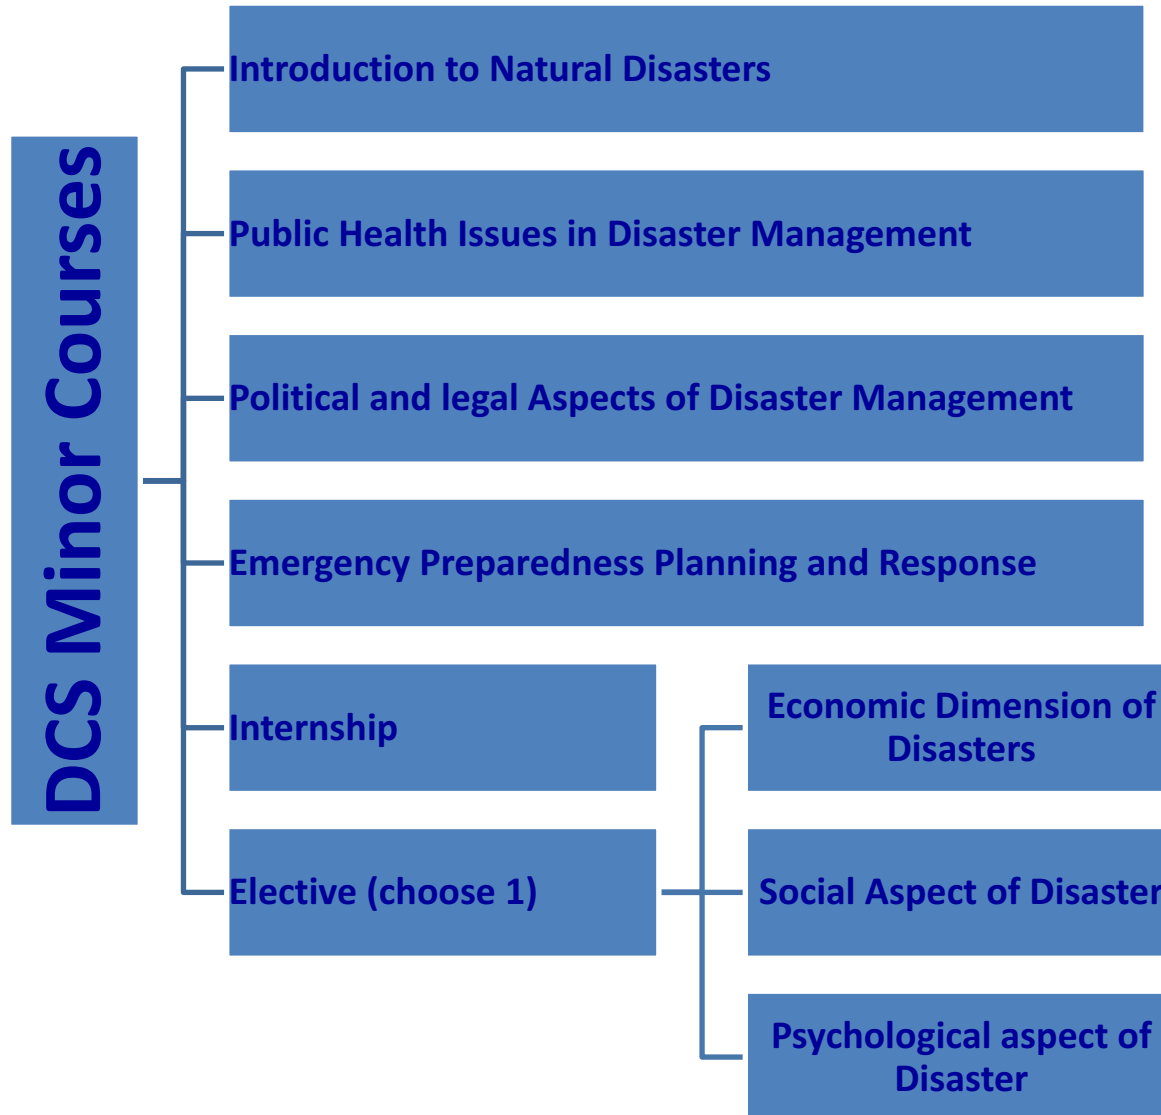 DCS Minor Courses
Introduction to Natural Disasters
Public Health Issues in Disaster Management
Political and legal Aspects of Disaster Management
Emergency Preparedness Planning and Response
Internship
Elective (choose 1)
Economic Dimension of
Disasters
Social Aspect of Disaster
Psychological aspect of
Disaster